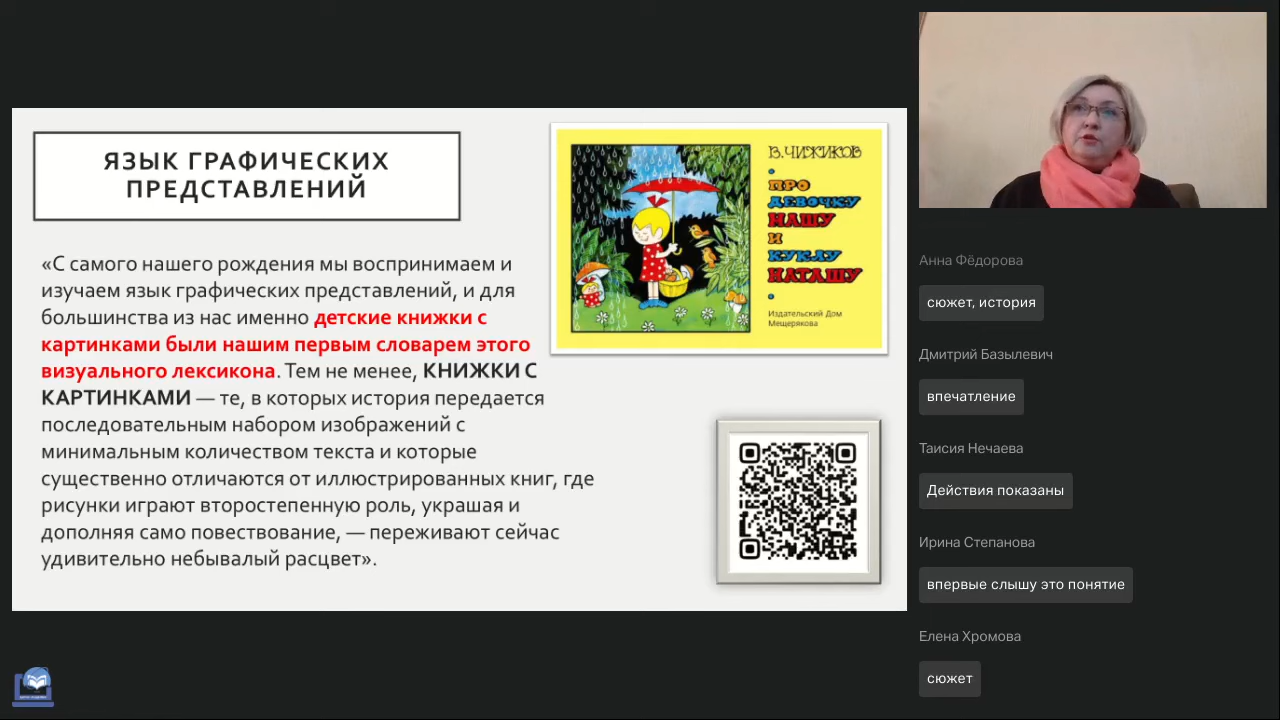 ЯЗЫК ГРАФИЧЕСКИХ
ПРЕДСТАВЛЕНИЙ
«С самого нашего рождения мы воспринимаем и
изучаем язык графических представлений, и для
большинства из нас именно детские книжки с
картинками были нашим первым словарем этого
визуального лексикона. Тем не менее, КНИЖКИ С
КАРТИНКАМИ — те, в которых история передается
последовательным набором изображений с
минимальным количеством текста и которые
существенно отличаются от иллюстрированных книг, где
рисунки играют второстепенную роль, украшая и
дополняя само повествование, — переживают сейчас
удивительно небывалый расцвет».
В.ЧИЖИКОВ
ПРО
ДЕВОЧКУ
МАШУ
И
КУКЛУ
НАТАШУ
Издательский Дом
Мещерякова
Анна Фёдорова
сюжет, история
Дмитрий Базылевич
впечатление
Таисия Нечаева
Действия показаны
Ирина Степанова
впервые слышу это понятие
Елена Хромова
сюжет